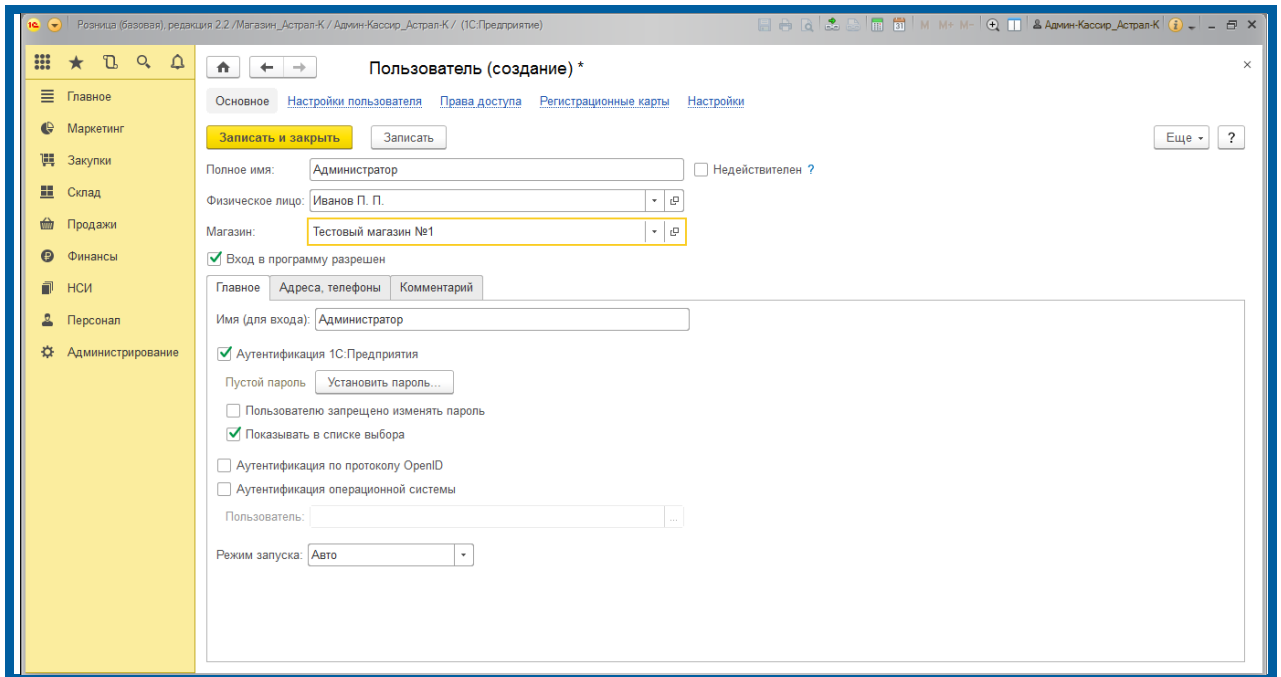 1С Розница (базовая), редакция 2.2 /Магазин_Астрал-К / Админ-Кассир_Астрал-К / (1С:Предприятие) 31 M M+ M- Админ-Кассир_Астрал-К i
Пользователь (создание) *
Главное
Маркетинг
Закупки
Склад
Продажи
Финансы
НСИ
Персонал
Администрирование
Основное Настройки пользователя Права доступа Регистрационные карты Настройки
Записать и закрыть Записать Еще ?
Полное имя: Администратор Недействителен ?
Физическое лицо: Иванов П. П.
Магазин: Тестовый магазин №1
Вход в программу разрешен
Главное Адреса, телефоны Комментарий
Имя (для входа): Администратор
Аутентификация 1С:Предприятия
Пустой пароль Установить пароль...
Пользователю запрещено изменять пароль
Показывать в списке выбора
Аутентификация по протоколу OpenID
Аутентификация операционной системы
Пользователь: ...
Режим запуска: Авто